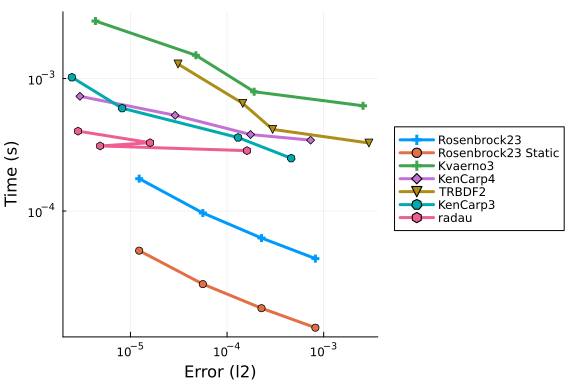 10⁻³
10⁻⁴
Time (s)
10⁻⁵
10⁻⁴
10⁻³
Error (l2)
Rosenbrock23
Rosenbrock23 Static
Kvaerno3
KenCarp4
TRBDF2
KenCarp3
radau